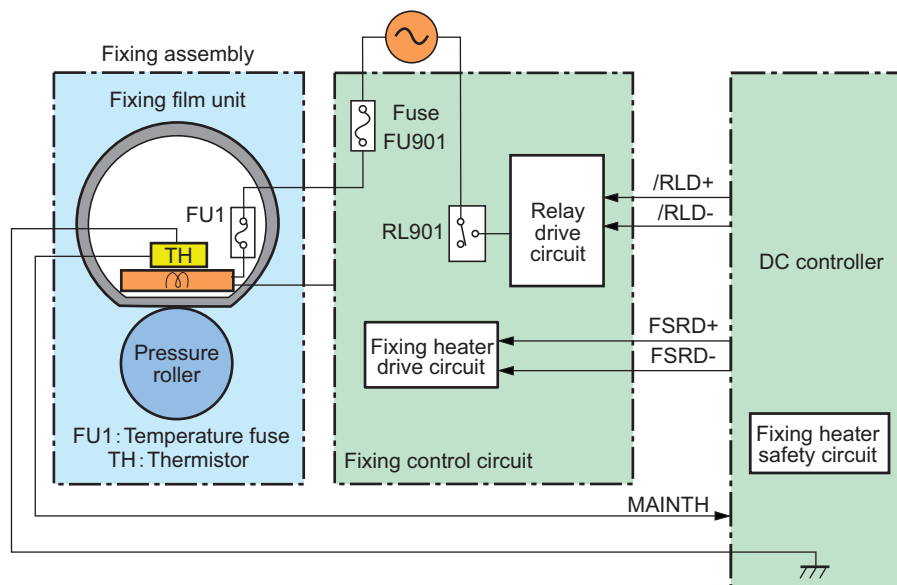 Fixing assembly
Fixing film unit
FU1
TH
Pressure
roller
FU1: Temperature fuse
TH: Thermistor
Fuse
FU901
RL901
Relay
drive
circuit
Fixing heater
drive circuit
Fixing control circuit
/RLD+
/RLD-
FSRD+
FSRD-
MAINTH
DC controller
Fixing heater
safety circuit